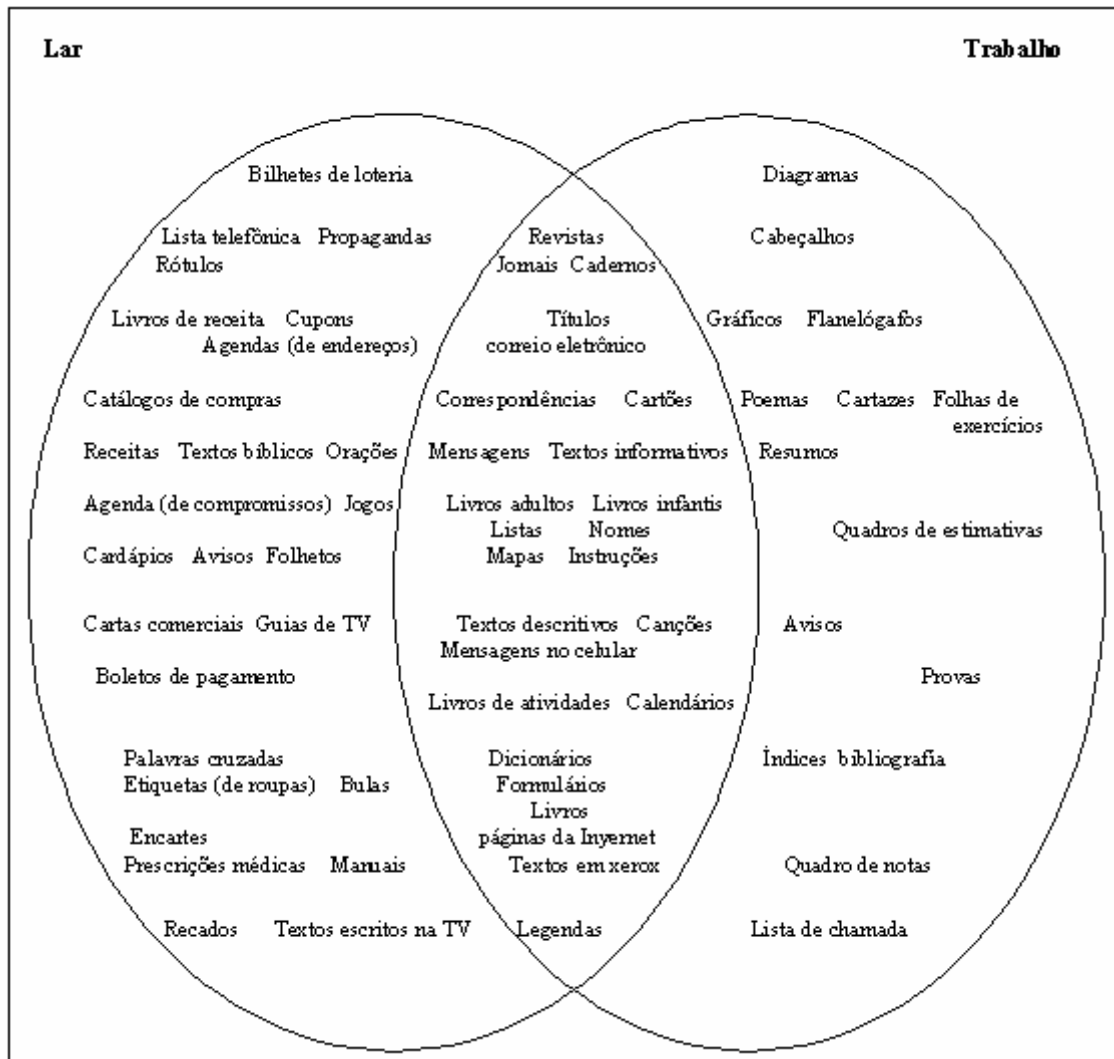 Lar Trabalho
Bilhetes de loteria Diagramas
Lista telefônica Propagandas Revistas Cabeçalhos
Rótulos Jornais Cadernos
Livros de receita Cupons Títulos Gráficos Flanelógafos
Agendas (de endereços) correio eletrônico
Catálogos de compras Correspondências Cartões Poemas Cartazes Folhas de
exercícios
Receitas Textos bíblicos Orações Mensagens Textos informativos Resumos
Agenda (de compromissos) Jogos Livros adultos Livros infantis
Listas Nomes Quadros de estimativas
Cardápios Avisos Folhetos Mapas Instruções
Cartas comerciais Guias de TV Textos descritivos Canções Avisos
Mensagens no celular
Boletos de pagamento Provas
Livros de atividades Calendários
Palavras cruzadas Dicionários Índices bibliografia
Etiquetas (de roupas) Bulas Formulários
Livros
Encartes páginas da Inyernet
Prescrições médicas Manuais Textos em xerox Quadro de notas
Recados Textos escritos na TV Legendas Lista de chamada